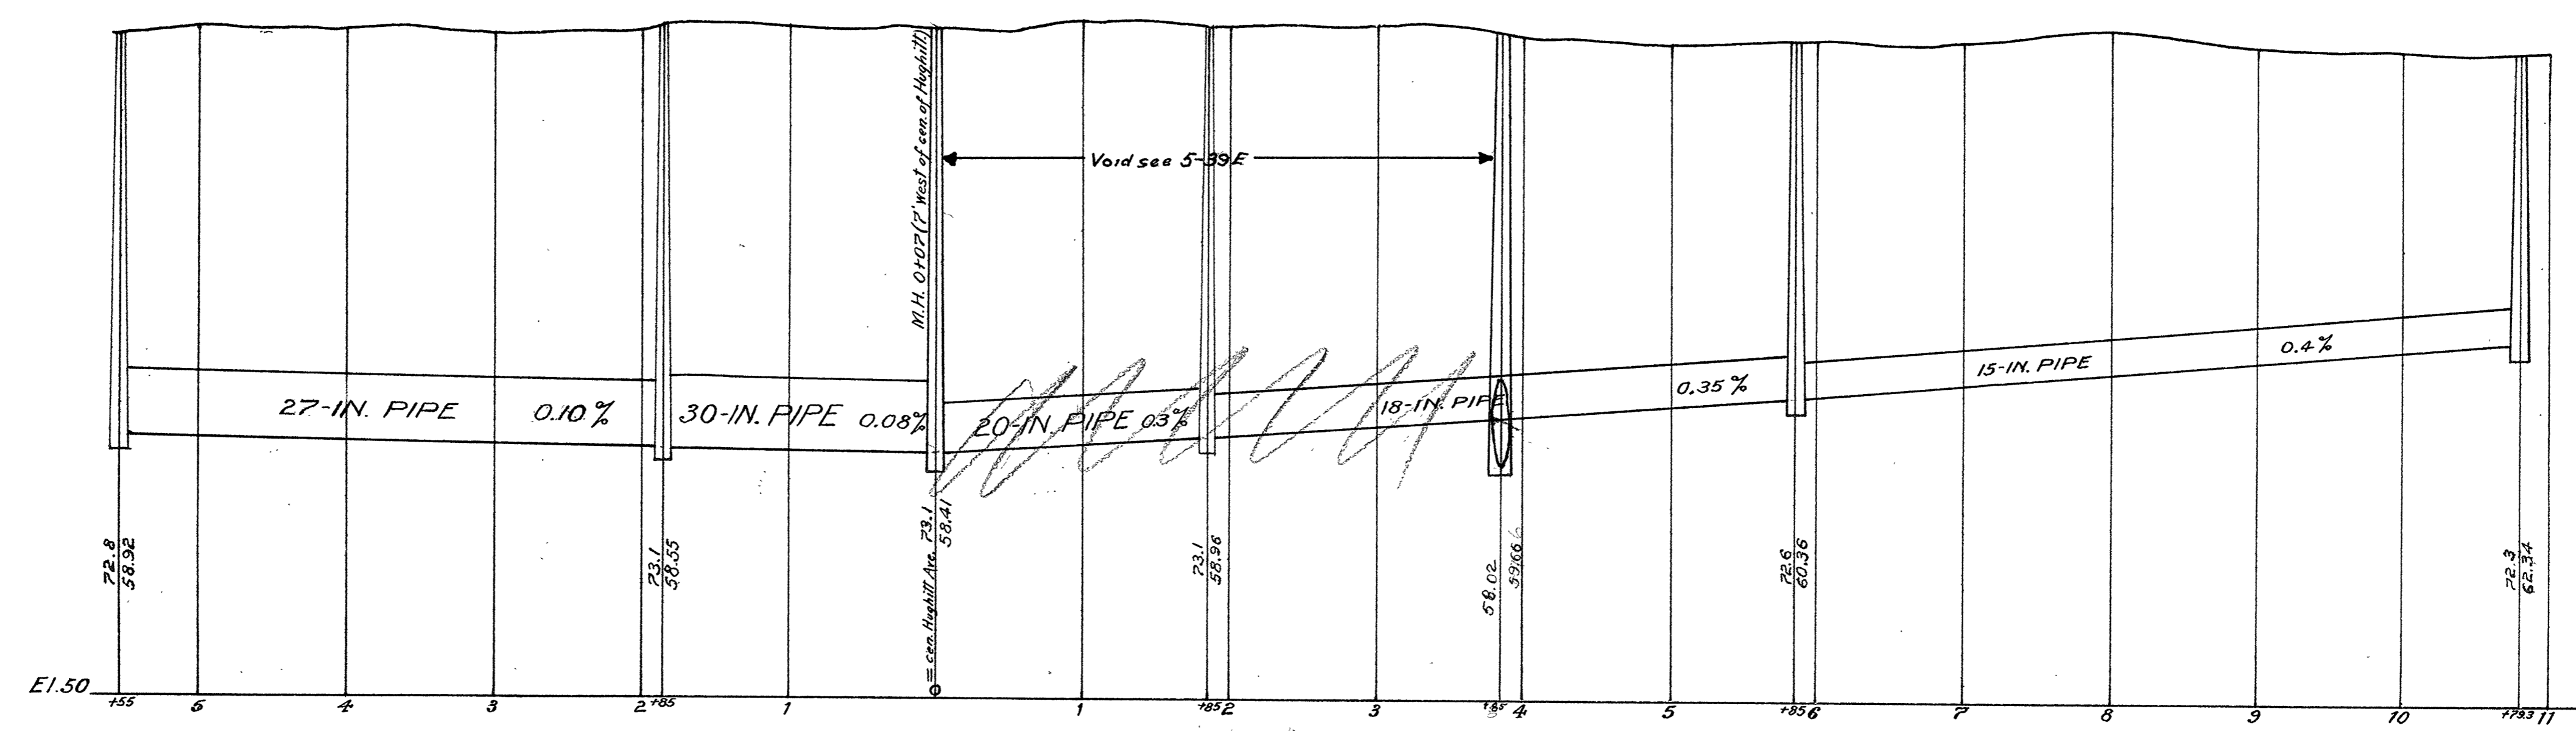 M.H. 0+07 (7' west of cen. of Hughitt.)
Void see 5-39E
27-IN. PIPE 0.10%
30-IN. PIPE 0.08%
20-IN. PIPE 0.3%
18-IN. PIPE
0.35%
15-IN. PIPE
0.4%
72.8
58.92
73.1
58.55
0 = cen. Hughitt Ave. 73.1
58.41
73.1
58.96
58.02
59.66
72.6
60.36
72.3
62.34
El. 50
+55 5 4 3 2 +85 1 1 +85 2 3 +85 4 5 +85 6 7 8 9 10 +79.3 11